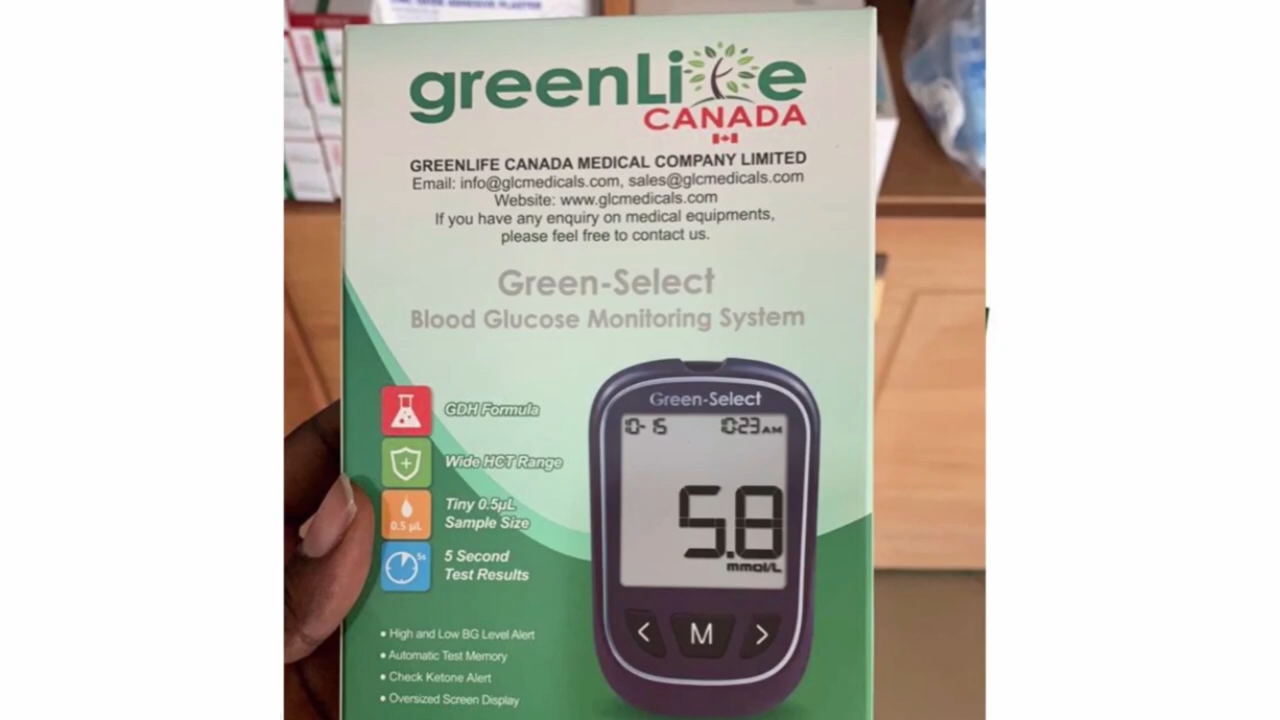 greenLife
CANADA
GREENLIFE CANADA MEDICAL COMPANY LIMITED
Email: info@glcmedicals.com, sales@glcmedicals.com
Website: www.glcmedicals.com
If you have any enquiry on medical equipments,
please feel free to contact us.
Green-Select
Blood Glucose Monitoring System
GDH Formula
Wide HCT Range
Tiny 0.5µL
Sample Size
0.5 µL
5 Second
Test Results
5s
• High and Low BG Level Alert
• Automatic Test Memory
• Check Ketone Alert
• Oversized Screen Display
Green-Select
10-15 10:23 AM
5.8
mmol/L
< M >